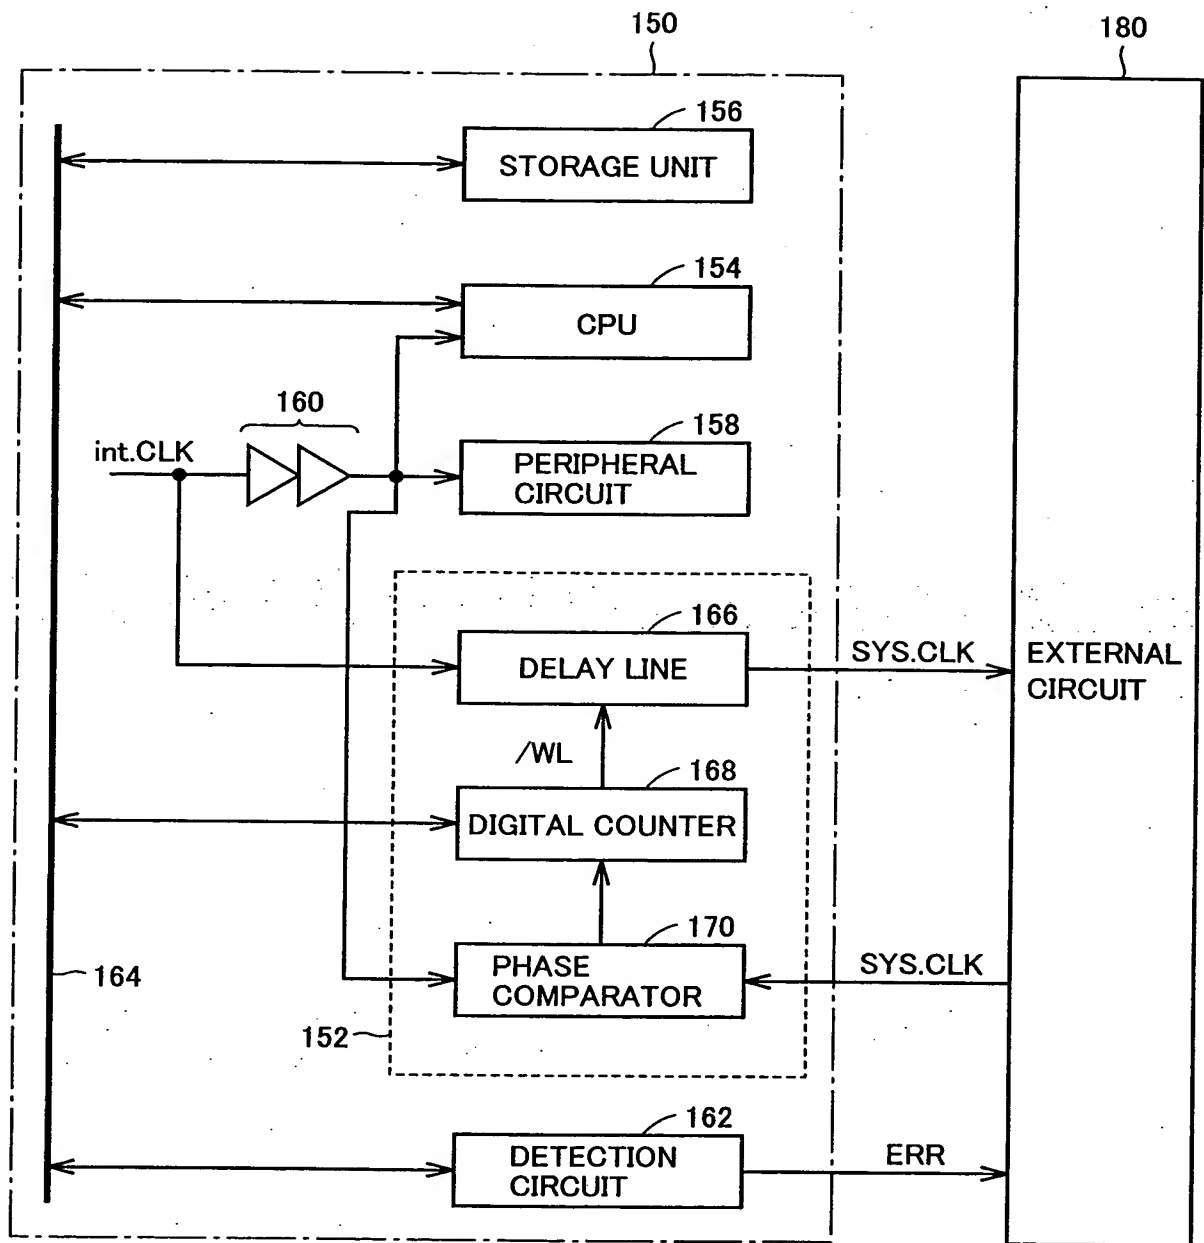 150
180
156
STORAGE UNIT
154
CPU
160
158
int.CLK
PERIPHERAL
CIRCUIT
166
DELAY LINE
SYS.CLK
EXTERNAL
CIRCUIT
/WL
168
DIGITAL COUNTER
170
PHASE
COMPARATOR
SYS.CLK
164
152
162
DETECTION
CIRCUIT
ERR